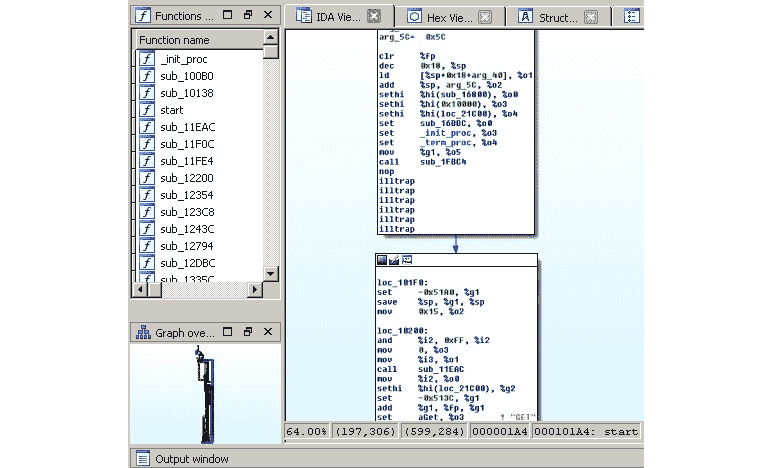 Functions ...
IDA Vie...
Hex Vie...
Struct...
Function name
_init_proc
sub_100B0
sub_10138
start
sub_11EAC
sub_11F0C
sub_11FE4
sub_12200
sub_12354
sub_123C8
sub_1243C
sub_12794
sub_12DBC
sub_1335C
Graph ove...
arg_5C= 0x5C
clr %fp
dec 0x18, %sp
ld [%sp+0x18+arg_40], %o1
add %sp, arg_5C, %o2
sethi %hi(sub_16800), %o0
sethi %hi(0x10000), %o3
sethi %hi(loc_21C00), %o4
set sub_16BBC, %o0
set _init_proc, %o3
set _term_proc, %o4
mov %g1, %o5
call sub_1FBC4
nop
illtrap
illtrap
illtrap
illtrap
illtrap
illtrap
loc_101F0:
set -0x51A0, %g1
save %sp, %g1, %sp
mov 0x15, %o2
loc_10200:
and %i2, 0xFF, %i2
mov 0, %o3
mov %i3, %o1
call sub_11EAC
mov %i2, %o0
sethi %hi(loc_21C00), %g2
set -0x513C, %g1
add %g1, %fp, %g1
set aGet, %o3 ! "GET"
64.00% (197,306) (599,284) 000001A4 000101A4: start
Output window